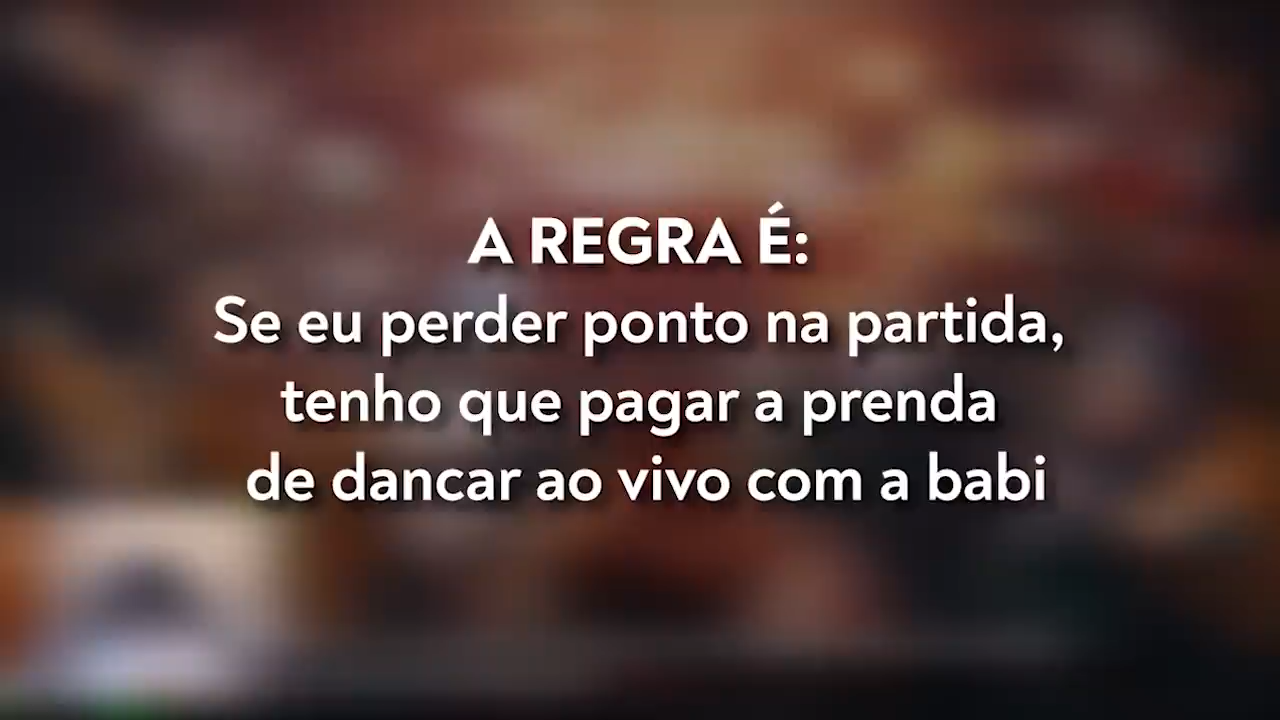 A REGRA É:
Se eu perder ponto na partida,
tenho que pagar a prenda
de dancar ao vivo com a babi